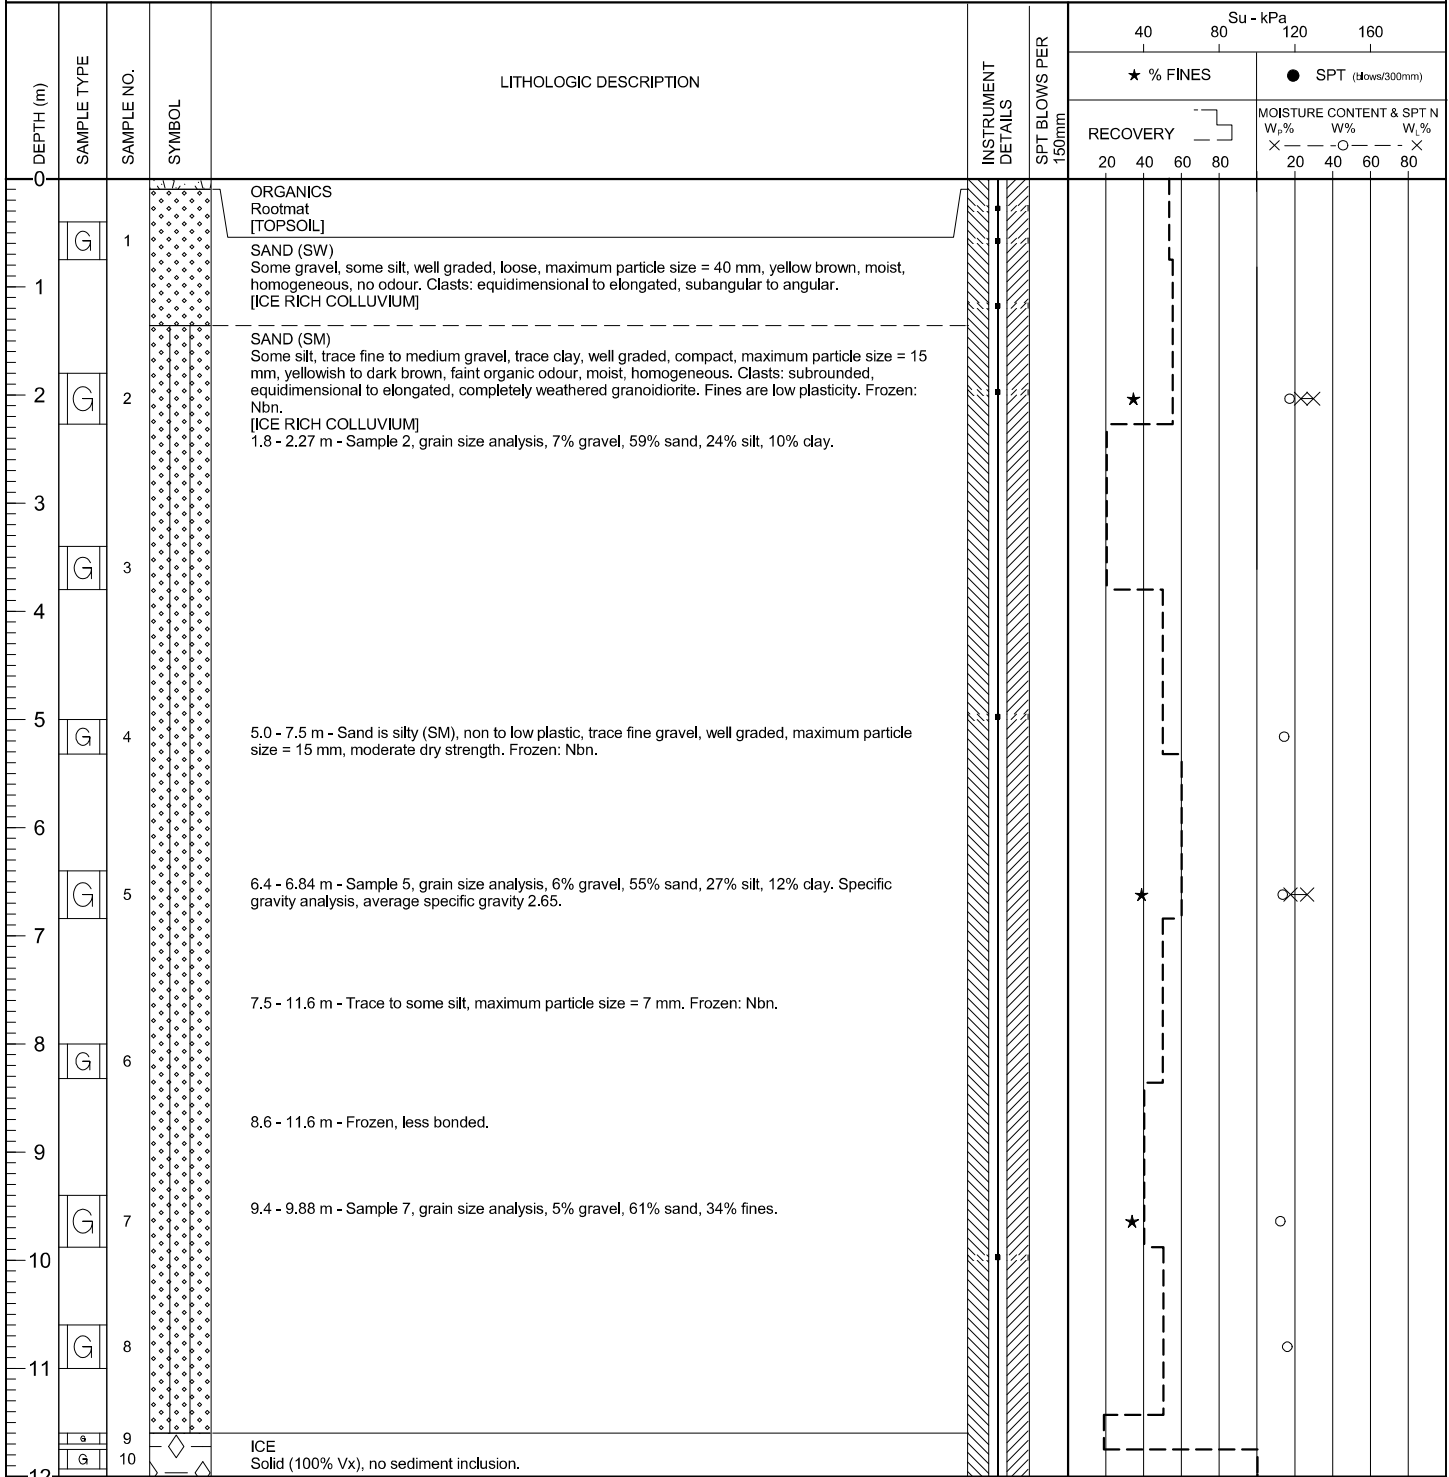 Su - kPa
40 80 120 160
DEPTH (m)
SAMPLE TYPE
SAMPLE NO.
SYMBOL
LITHOLOGIC DESCRIPTION
INSTRUMENT
DETAILS
SPT BLOWS PER
150mm
★ % FINES
● SPT (blows/300mm)
RECOVERY
MOISTURE CONTENT & SPT N
WP% W% WL%
20 40 60 80 20 40 60 80
0
ORGANICS
Rootmat
[TOPSOIL]
G 1
SAND (SW)
Some gravel, some silt, well graded, loose, maximum particle size = 40 mm, yellow brown, moist,
homogeneous, no odour. Clasts: equidimensional to elongated, subangular to angular.
[ICE RICH COLLUVIUM]
1
SAND (SM)
Some silt, trace fine to medium gravel, trace clay, well graded, compact, maximum particle size = 15
mm, yellowish to dark brown, faint organic odour, moist, homogeneous. Clasts: subrounded,
equidimensional to elongated, completely weathered granoidiorite. Fines are low plasticity. Frozen:
Nbn.
[ICE RICH COLLUVIUM]
2
G 2
1.8 - 2.27 m - Sample 2, grain size analysis, 7% gravel, 59% sand, 24% silt, 10% clay.
3
G 3
4
5
G 4
5.0 - 7.5 m - Sand is silty (SM), non to low plastic, trace fine gravel, well graded, maximum particle
size = 15 mm, moderate dry strength. Frozen: Nbn.
6
G 5
6.4 - 6.84 m - Sample 5, grain size analysis, 6% gravel, 55% sand, 27% silt, 12% clay. Specific
gravity analysis, average specific gravity 2.65.
7
7.5 - 11.6 m - Trace to some silt, maximum particle size = 7 mm. Frozen: Nbn.
8
G 6
8.6 - 11.6 m - Frozen, less bonded.
9
G 7
9.4 - 9.88 m - Sample 7, grain size analysis, 5% gravel, 61% sand, 34% fines.
10
G 8
11
G 9
ICE
G 10
Solid (100% Vx), no sediment inclusion.
12